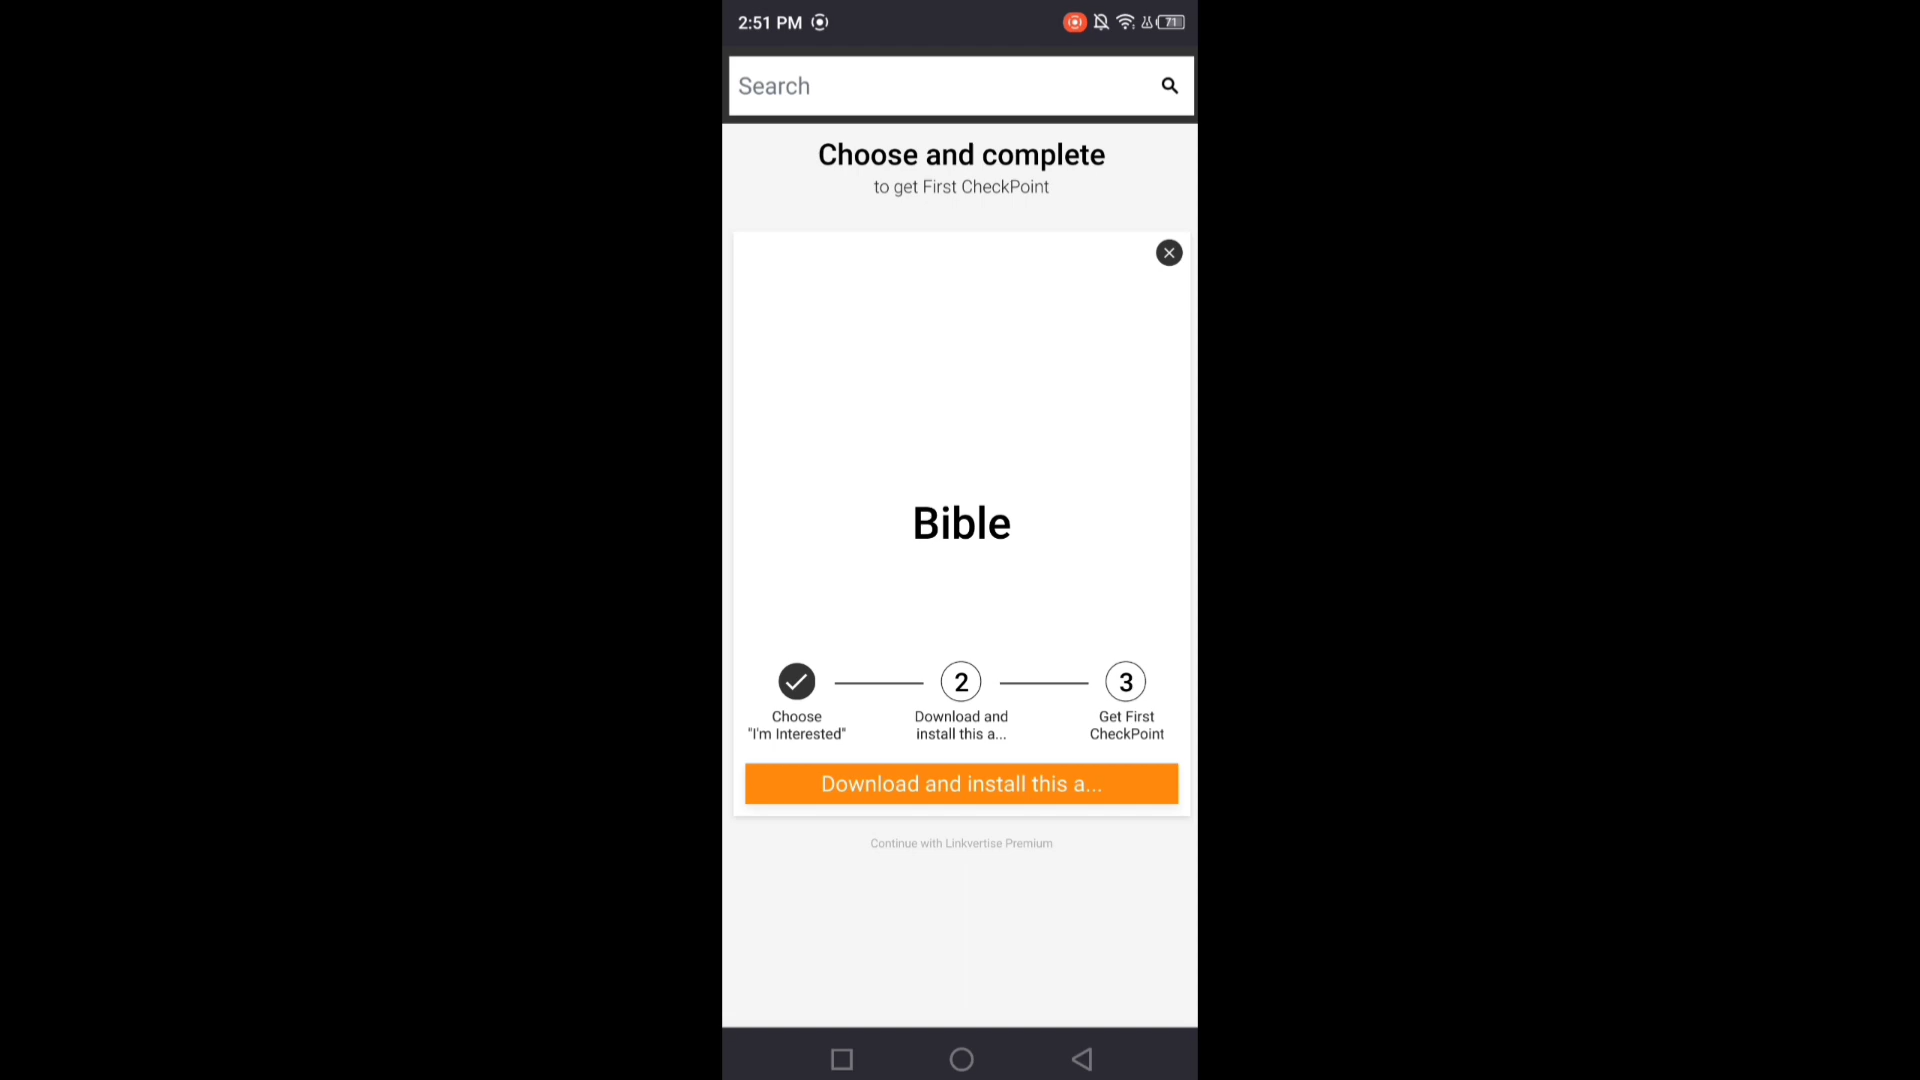 2:51 PM
71
Search
Choose and complete
to get First CheckPoint
Bible
2
3
Choose
"I'm Interested"
Download and
install this a...
Get First
CheckPoint
Download and install this a...
Continue with Linkvertise Premium